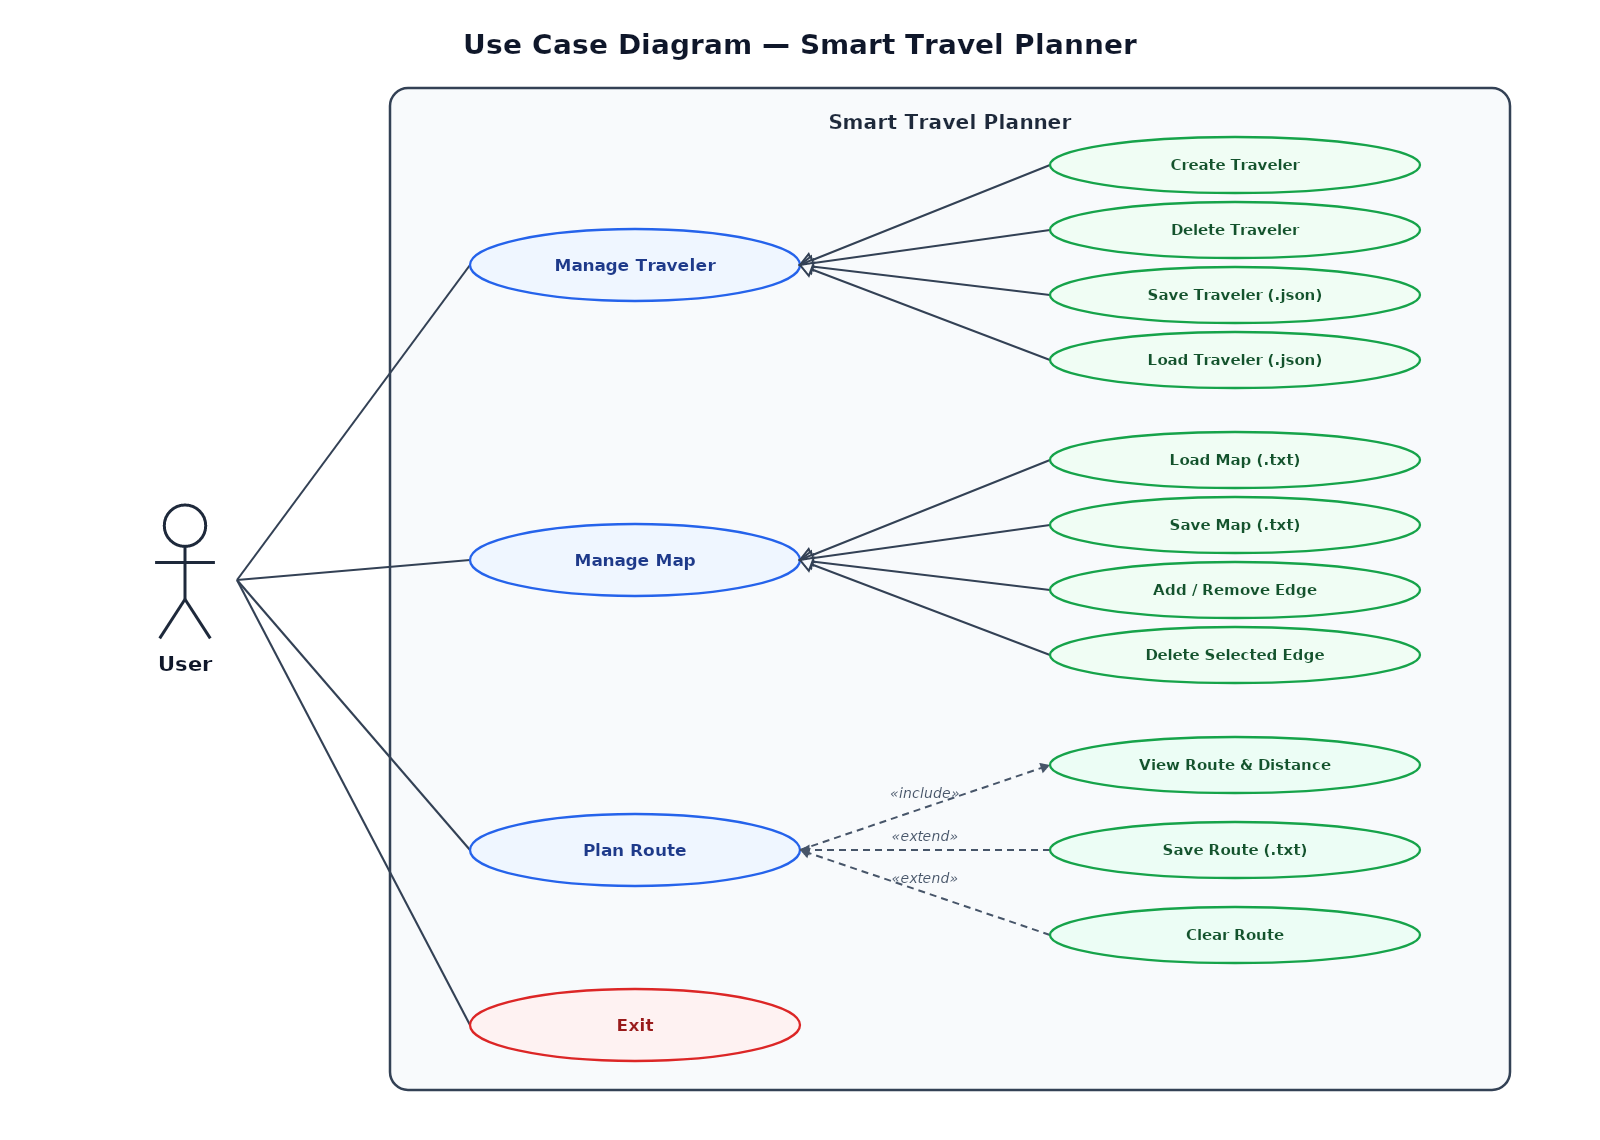 Use Case Diagram — Smart Travel Planner
Smart Travel Planner
Create Traveler
Delete Traveler
Manage Traveler
Save Traveler (.json)
Load Traveler (.json)
Load Map (.txt)
Save Map (.txt)
Manage Map
Add / Remove Edge
Delete Selected Edge
User
View Route & Distance
«include»
«extend»
Plan Route
Save Route (.txt)
«extend»
Clear Route
Exit